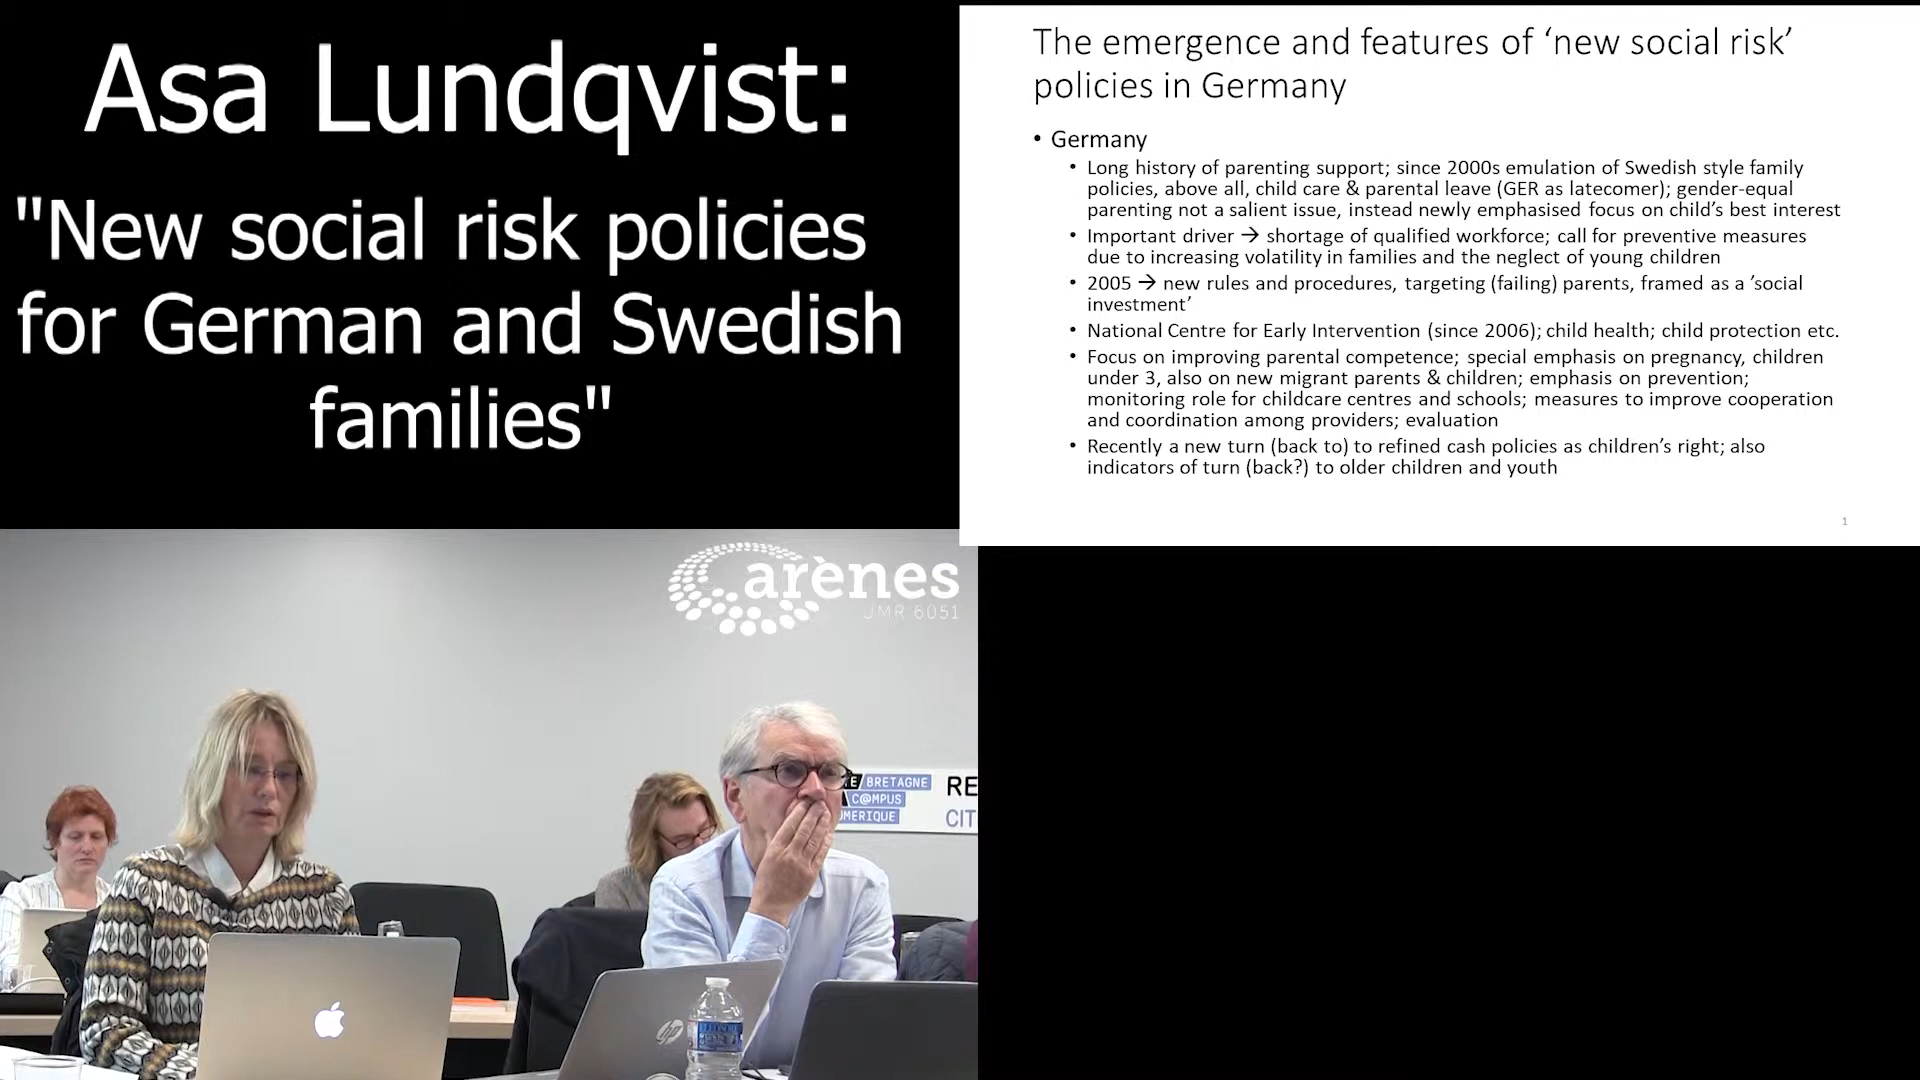 Asa Lundqvist:
"New social risk policies
for German and Swedish
families"
The emergence and features of ‘new social risk’
policies in Germany
• Germany
• Long history of parenting support; since 2000s emulation of Swedish style family
policies, above all, child care & parental leave (GER as latecomer); gender-equal
parenting not a salient issue, instead newly emphasised focus on child’s best interest
• Important driver → shortage of qualified workforce; call for preventive measures
due to increasing volatility in families and the neglect of young children
• 2005 → new rules and procedures, targeting (failing) parents, framed as a ’social
investment’
• National Centre for Early Intervention (since 2006); child health; child protection etc.
• Focus on improving parental competence; special emphasis on pregnancy, children
under 3, also on new migrant parents & children; emphasis on prevention;
monitoring role for childcare centres and schools; measures to improve cooperation
and coordination among providers; evaluation
• Recently a new turn (back to) to refined cash policies as children’s right; also
indicators of turn (back?) to older children and youth
1
arènes
UMR 6051
E BRETAGNE
C@MPUS
UMERIQUE
RE
CIT
hp